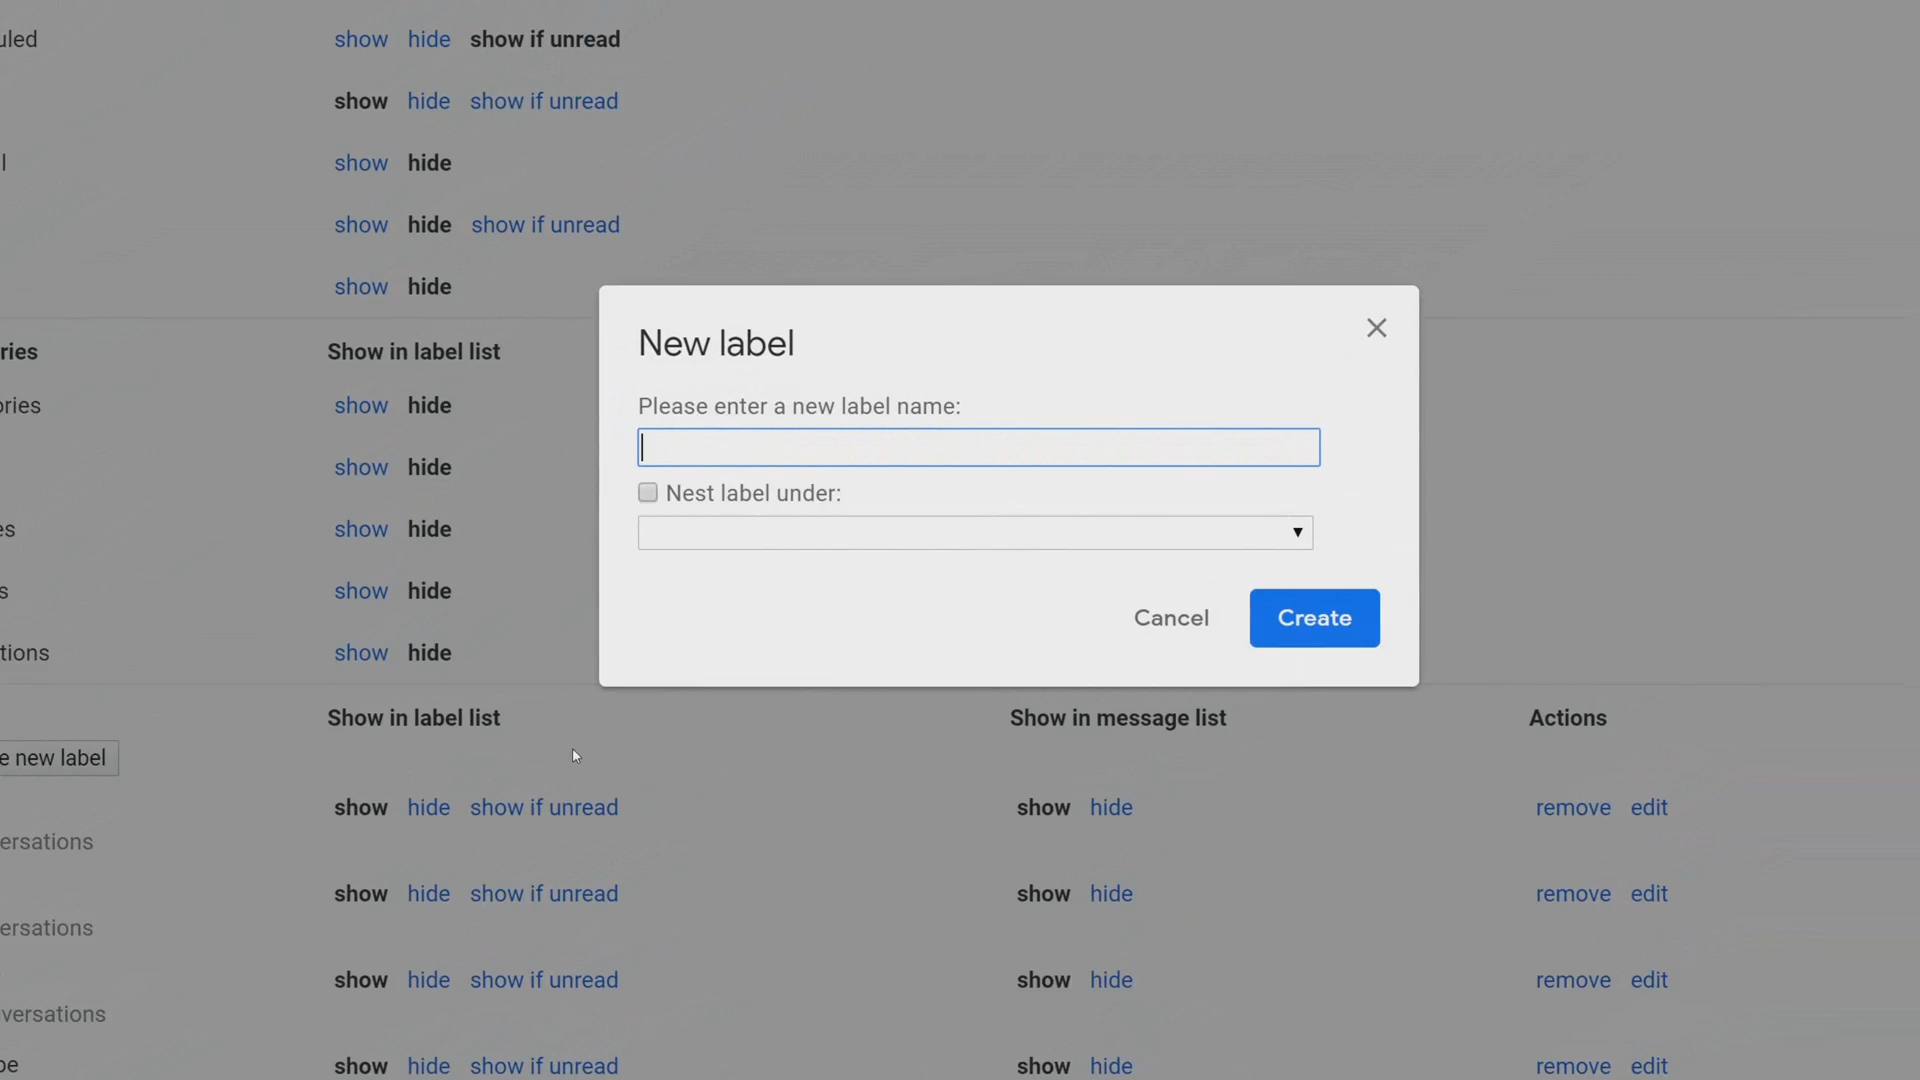 uled show hide show if unread
show hide show if unread
l show hide
show hide show if unread
show hide
ries Show in label list
ories show hide
show hide
es show hide
s show hide
tions show hide
New label
Please enter a new label name:
Nest label under:
Cancel Create
Show in label list Show in message list Actions
e new label
show hide show if unread show hide remove edit
ersations
show hide show if unread show hide remove edit
ersations
show hide show if unread show hide remove edit
versations
be show hide show if unread show hide remove edit